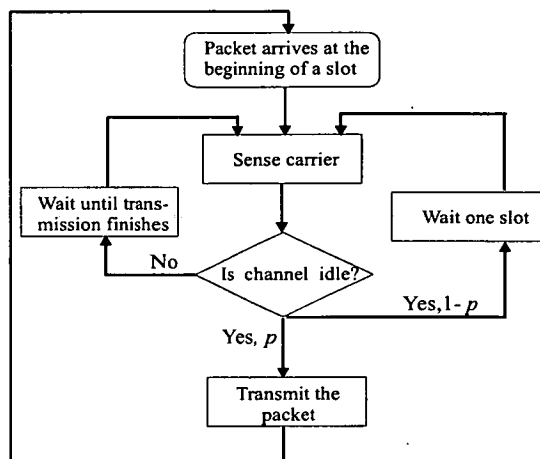 Packet arrives at the
beginning of a slot
Sense carrier
Wait until trans-
mission finishes
Wait one slot
Is channel idle?
No
Yes,1- p
Yes, p
Transmit the
packet